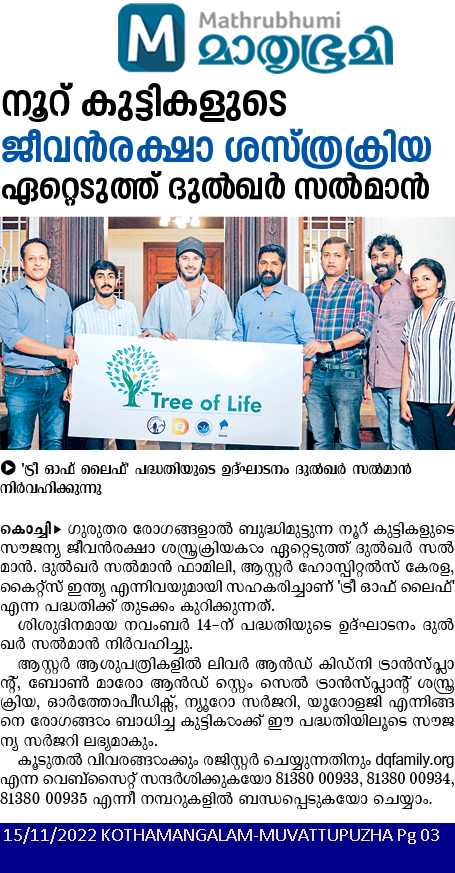 M Mathrubhumi
മാതൃഭൂമി
നൂറ് കുട്ടികളുടെ
ജീവൻരക്ഷാ ശസ്ത്രക്രിയ
ഏറ്റെടുത്ത് ദുൽഖർ സൽമാൻ
Tree of Life
'ട്രീ ഓഫ് ലൈഫ്' പദ്ധതിയുടെ ഉദ്ഘാടനം ദുൽഖർ സൽമാൻ
നിർവഹിക്കുന്നു
കൊച്ചി▸ ഗുരുതര രോഗങ്ങളാൽ ബുദ്ധിമുട്ടുന്ന നൂറ് കുട്ടികളുടെ
സൗജന്യ ജീവൻരക്ഷാ ശസ്ത്രക്രിയകൾ ഏറ്റെടുത്ത് ദുൽഖർ സൽ
മാൻ. ദുൽഖർ സൽമാൻ ഫാമിലി, ആസ്റ്റർ ഹോസ്പിറ്റൽസ് കേരള,
കൈറ്റ്സ് ഇന്ത്യ എന്നിവയുമായി സഹകരിച്ചാണ് 'ട്രീ ഓഫ് ലൈഫ്'
എന്ന പദ്ധതിക്ക് തുടക്കം കുറിക്കുന്നത്.
ശിശുദിനമായ നവംബർ 14-ന് പദ്ധതിയുടെ ഉദ്ഘാടനം ദുൽ
ഖർ സൽമാൻ നിർവഹിച്ചു.
ആസ്റ്റർ ആശുപത്രികളിൽ ലിവർ ആൻഡ് കിഡ്നി ട്രാൻസ്പ്ലാ
ന്റ്, ബോൺ മാരോ ആൻഡ് സ്റ്റെം സെൽ ട്രാൻസ്പ്ലാന്റ് ശസ്ത്ര
ക്രിയ, ഓർത്തോപീഡിക്സ്, ന്യൂറോ സർജറി, യൂറോളജി എന്നിങ്ങ
നെ രോഗങ്ങൾ ബാധിച്ച കുട്ടികൾക്ക് ഈ പദ്ധതിയിലൂടെ സൗജ
ന്യ സർജറി ലഭ്യമാകും.
കൂടുതൽ വിവരങ്ങൾക്കും രജിസ്റ്റർ ചെയ്യുന്നതിനും dqfamily.org
എന്ന വെബ്സൈറ്റ് സന്ദർശിക്കുകയോ 81380 00933, 81380 00934,
81380 00935 എന്നീ നമ്പറുകളിൽ ബന്ധപ്പെടുകയോ ചെയ്യാം.
15/11/2022 KOTHAMANGALAM-MUVATTUPUZHA Pg 03